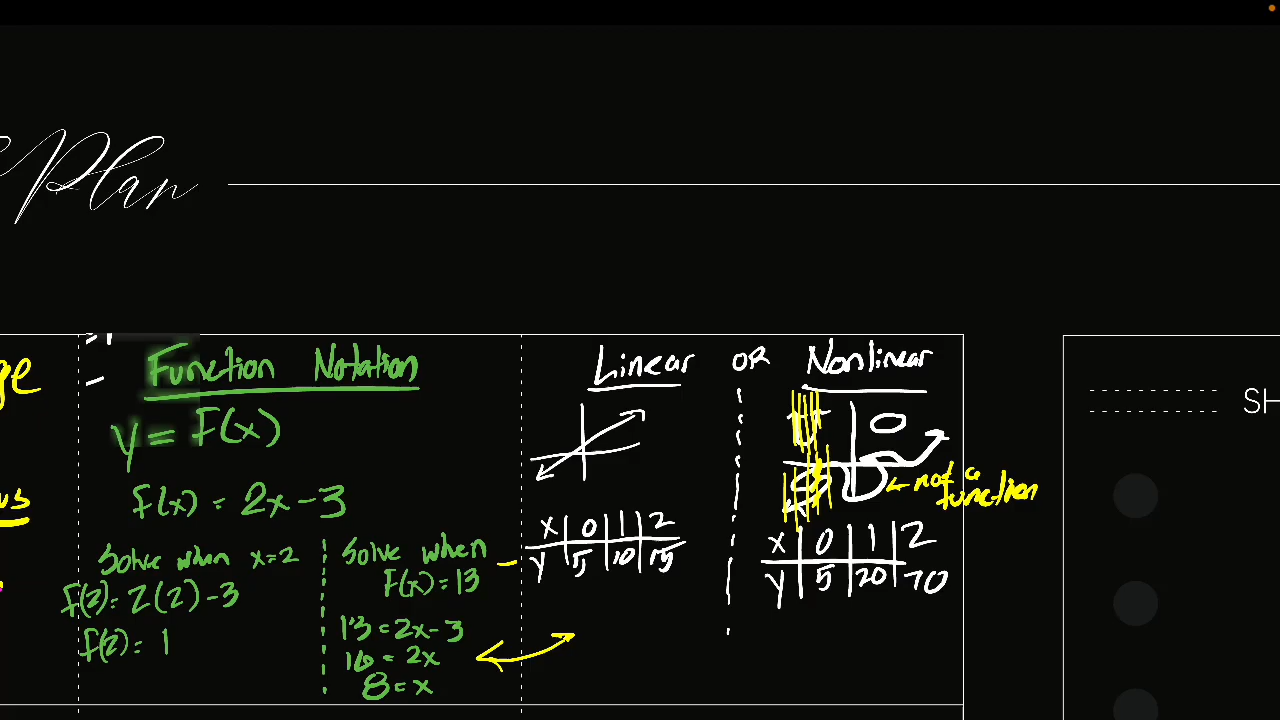 Plan
ge
us
Function Notation
y = F(x)
f(x) = 2x - 3
Solve when x=2
f(2) = 2(2) - 3
f(2) = 1
Solve when
F(x) = 13
13 = 2x - 3
16 = 2x
8 = x
Linear OR Nonlinear
x 0 1 2
y 5 10 15
not a
function
x 0 1 2
y 5 20 70
SH